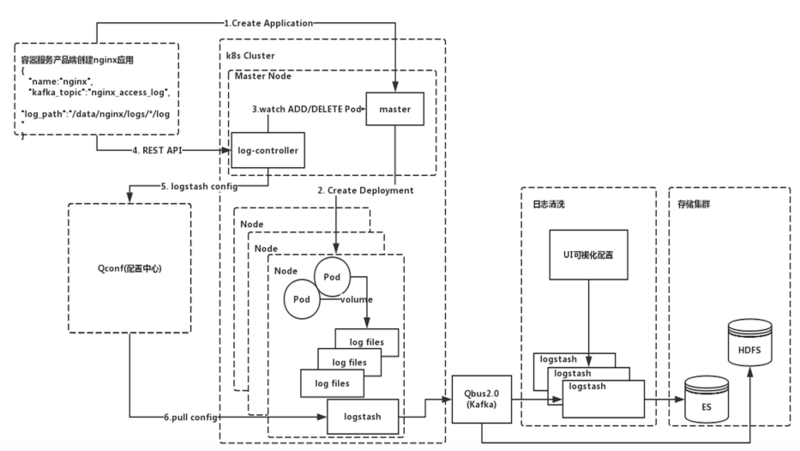 1.Create Application
容器服务产品端创建nginx应用
{
"name:"nginx",
"kafka_topic":"nginx_access_log",
"log_path":"/data/nginx/logs/*/log
"
}
k8s Cluster
Master Node
3.watch ADD/DELETE Pod
master
4. REST API
log-controller
5. logstash config
2. Create Deployment
Qconf(配置中心)
Node
Node
Node
Pod
Pod
volume
log files
log files
log files
6.pull config
logstash
Qbus2.0
(Kafka)
日志清洗
UI可视化配置
logstash
logstash
logstash
存储集群
HDFS
ES